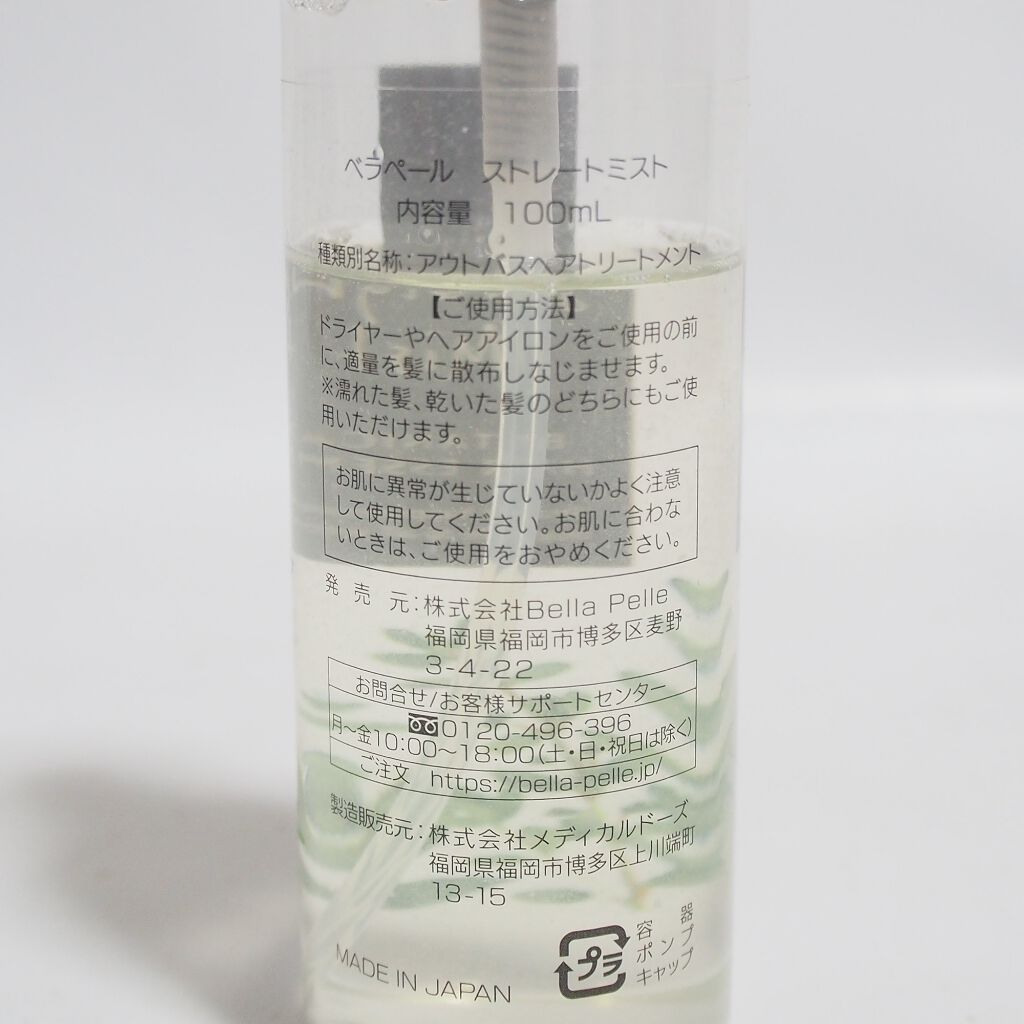 ベラペール ストレートミスト
内容量 100mL
種類別名称:アウトバスヘアトリートメント
【ご使用方法】
ドライヤーやヘアアイロンをご使用の前
に、適量を髪に散布しなじませます。
※濡れた髪、乾いた髪のどちらにもご使
用いただけます。
お肌に異常が生じていないかよく注意
して使用してください。お肌に合わな
いときは、ご使用をおやめください。
発売元:株式会社Bella Pelle
福岡県福岡市博多区麦野
3-4-22
お問合せ/お客様サポートセンター
0120-496-396
月~金10:00~18:00(土・日・祝日は除く)
ご注文 https://bella-pelle.jp/
製造販売元:株式会社メディカルドーズ
福岡県福岡市博多区上川端町
13-15
MADE IN JAPAN
プラ
容器
ポンプ
キャップ